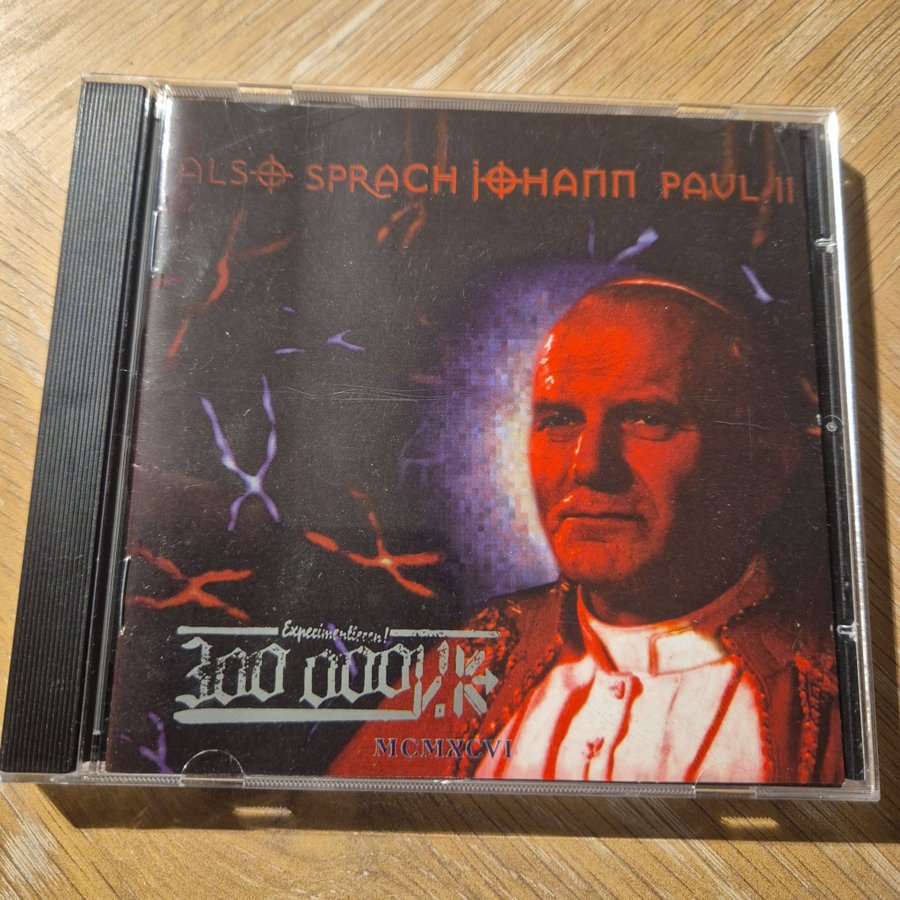 ALSO SPRACH JOHANN PAUL II
Experimentieren!
300 000 V.K.
MCMXCVI